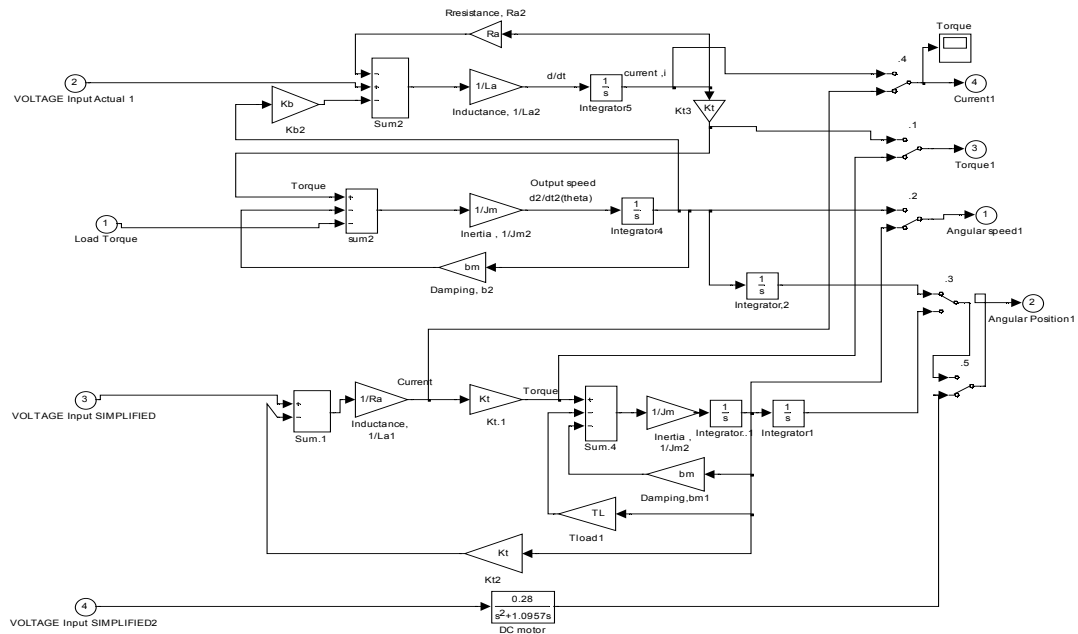 Rresistance, Ra2
Ra
Torque
.4
2
VOLTAGE Input Actual 1
Kb
Kb2
−
+
−
Sum2
1/La
Inductance, 1/La2
d/dt
1
s
Integrator5
current ,i
Kt3
Kt
4
Current1
.1
3
Torque1
Torque
1
Load Torque
+
−
−
sum2
1/Jm
Inertia , 1/Jm2
Output speed
d2/dt2(theta)
1
s
Integrator4
.2
1
Angular speed1
bm
Damping, b2
1
s
Integrator,2
.3
2
Angular Position1
.5
3
VOLTAGE Input SIMPLIFIED
+
−
Sum.1
1/Ra
Inductance,
1/La1
Current
Kt
Kt.1
Torque
+
−
−
Sum.4
1/Jm
Inertia ,
1/Jm2
1
s
Integrator..1
1
s
Integrator1
bm
Damping,bm1
TL
Tload1
Kt
Kt2
4
VOLTAGE Input SIMPLIFIED2
0.28
s2+1.0957s
DC motor